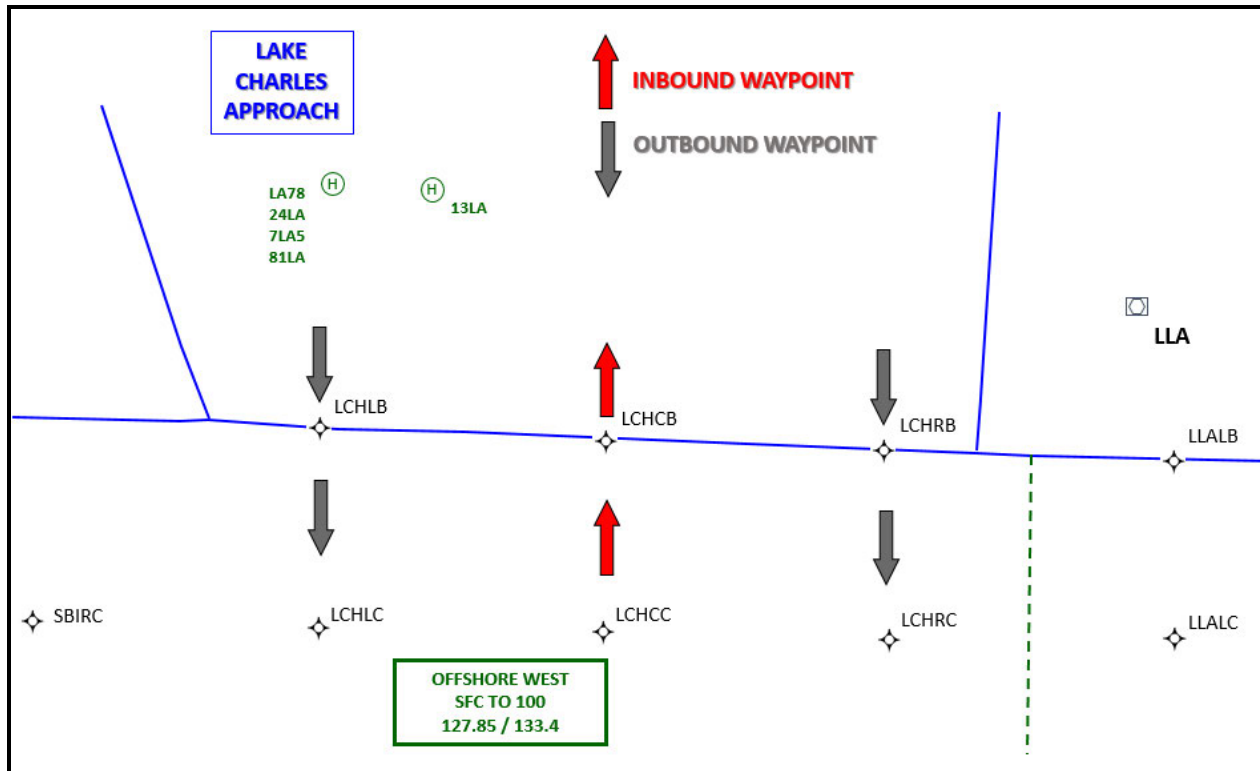 LAKE
CHARLES
APPROACH
INBOUND WAYPOINT
OUTBOUND WAYPOINT
LA78
24LA
7LA5
81LA
H
H
13LA
LLA
LCHLB
LCHCB
LCHRB
LLALB
SBIRC
LCHLC
LCHCC
LCHRC
LLALC
OFFSHORE WEST
SFC TO 100
127.85 / 133.4